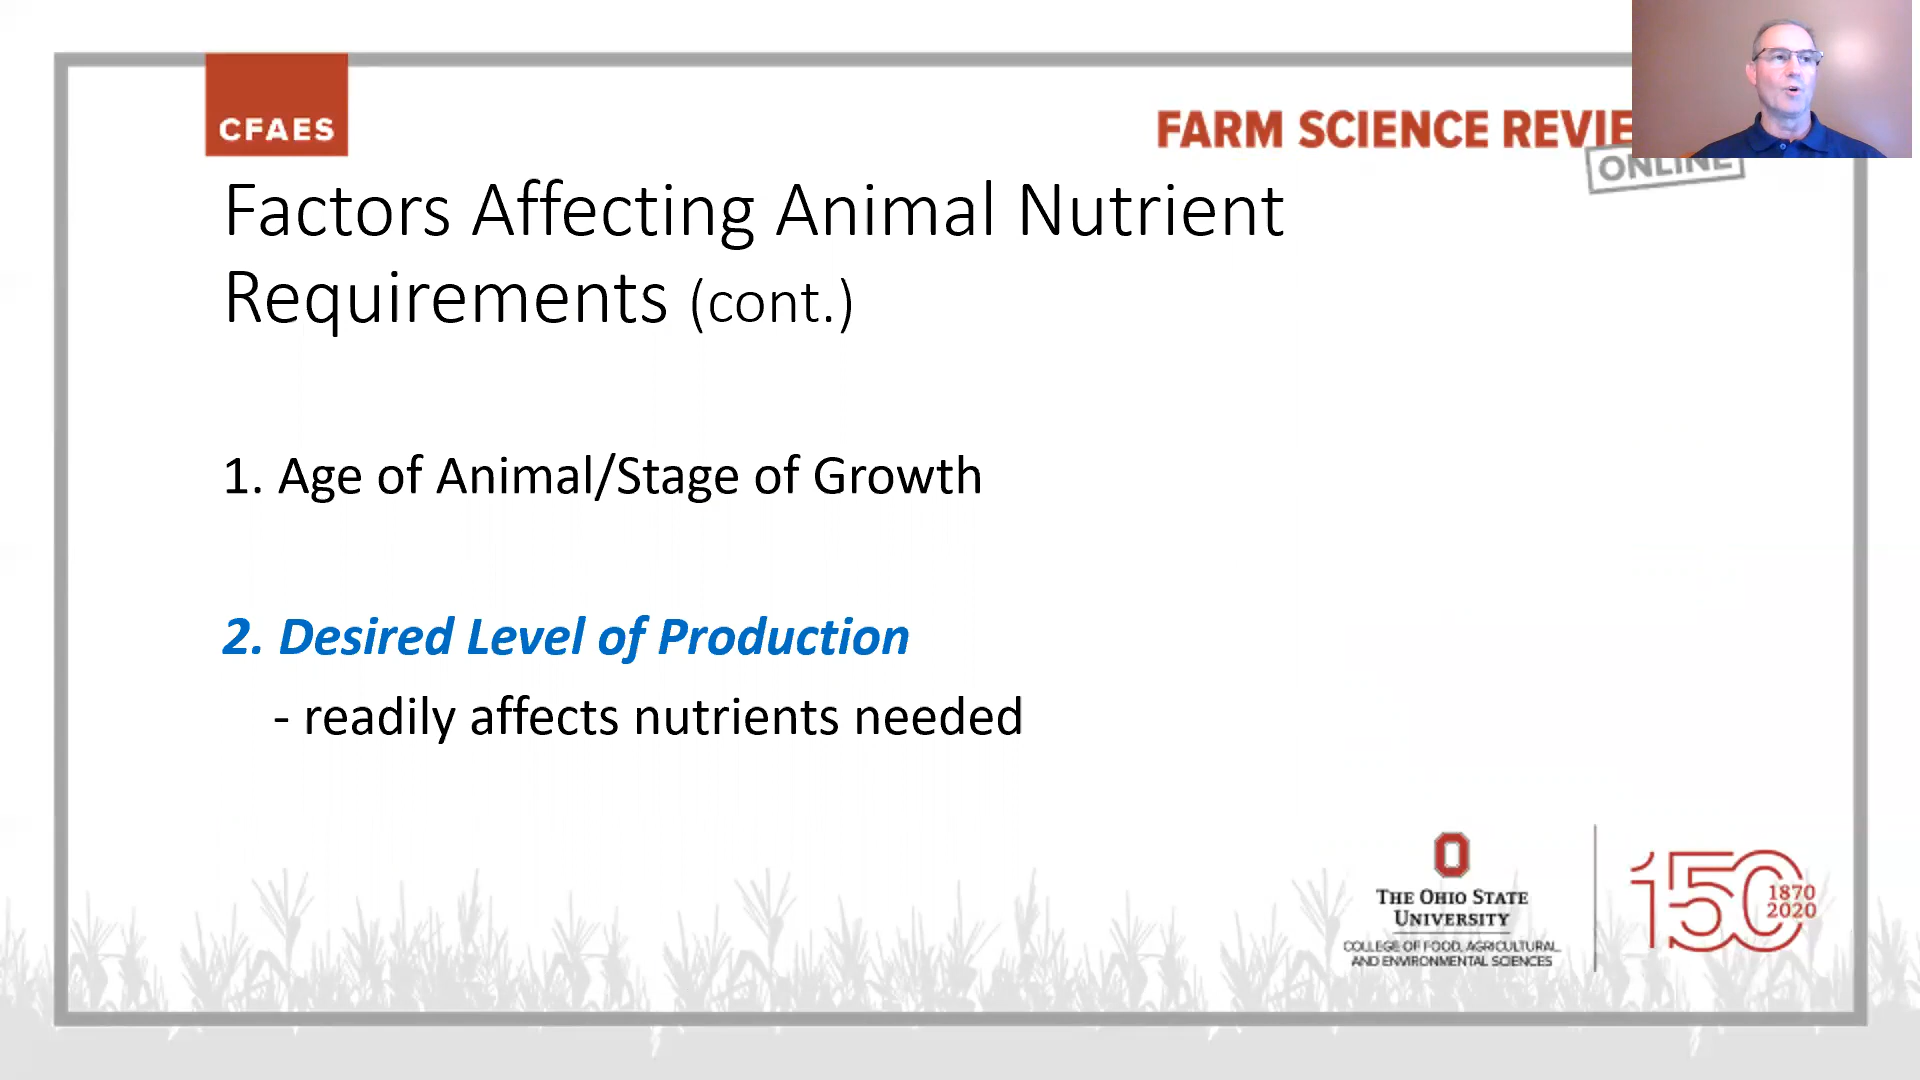 CFAES
FARM SCIENCE REVIE
ONLINE
Factors Affecting Animal Nutrient
Requirements (cont.)
1. Age of Animal/Stage of Growth
2. Desired Level of Production
- readily affects nutrients needed
THE OHIO STATE
UNIVERSITY
COLLEGE OF FOOD, AGRICULTURAL,
AND ENVIRONMENTAL SCIENCES
150
1870
2020